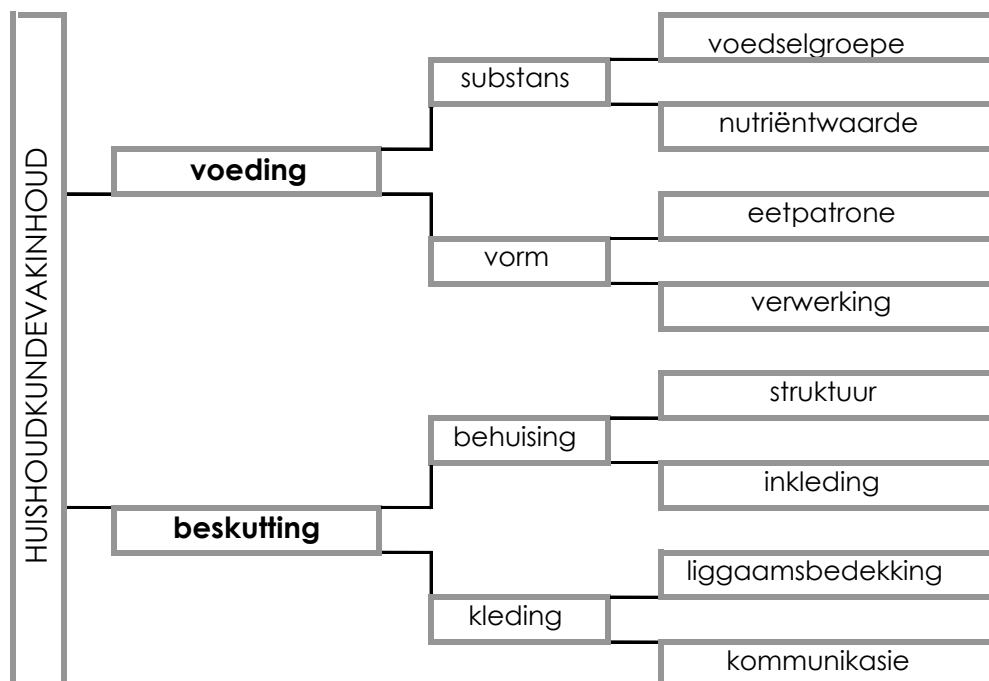 HUISHOUDKUNDEVAKINHOUD
voeding
substans
voedselgroepe
nutriëntwaarde
vorm
eetpatrone
verwerking
beskutting
behuising
struktuur
inkleding
kleding
liggaamsbedekking
kommunikasie